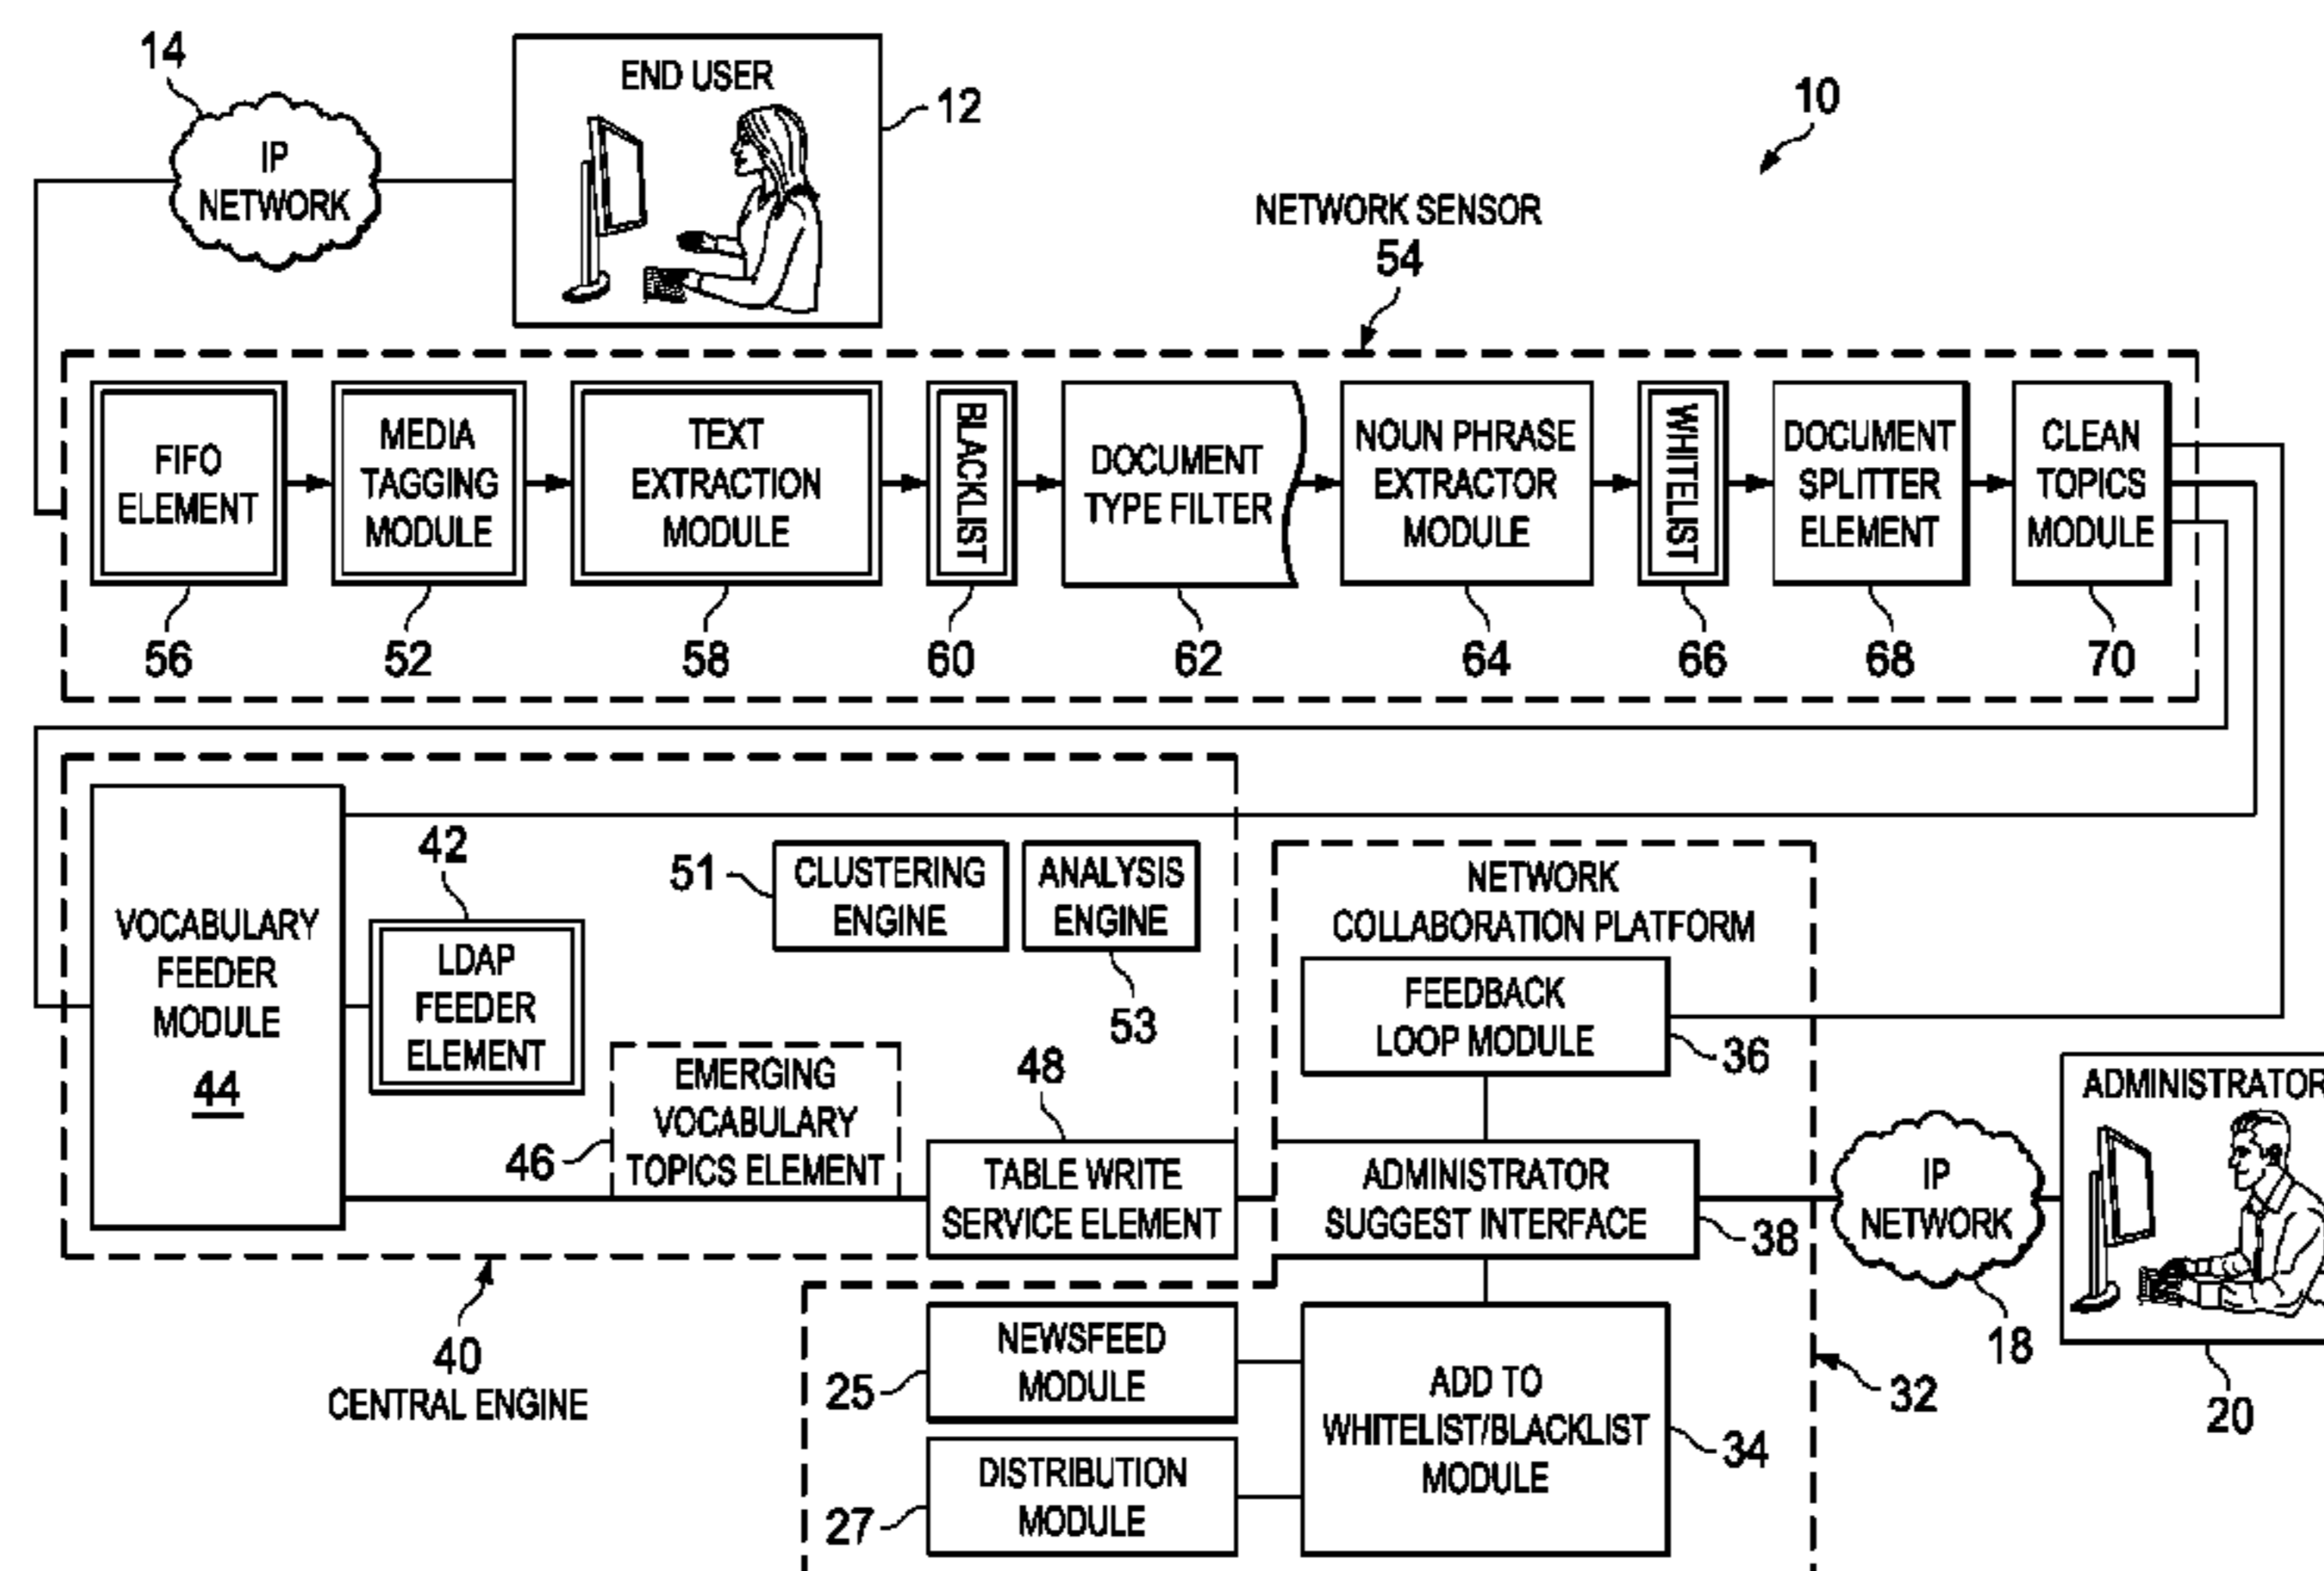 14
END USER
12
10
IP
NETWORK
NETWORK SENSOR
54
FIFO
ELEMENT
56
MEDIA
TAGGING
MODULE
52
TEXT
EXTRACTION
MODULE
58
BLACKLIST
60
DOCUMENT
TYPE FILTER
62
NOUN PHRASE
EXTRACTOR
MODULE
64
WHITELIST
66
DOCUMENT
SPLITTER
ELEMENT
68
CLEAN
TOPICS
MODULE
70
VOCABULARY
FEEDER
MODULE
44
42
LDAP
FEEDER
ELEMENT
51
CLUSTERING
ENGINE
ANALYSIS
ENGINE
53
EMERGING
VOCABULARY
TOPICS ELEMENT
46
48
TABLE WRITE
SERVICE ELEMENT
40
CENTRAL ENGINE
NETWORK
COLLABORATION PLATFORM
FEEDBACK
LOOP MODULE
36
ADMINISTRATOR
SUGGEST INTERFACE
38
NEWSFEED
MODULE
25
DISTRIBUTION
MODULE
27
ADD TO
WHITELIST/BLACKLIST
MODULE
34
32
IP
NETWORK
18
ADMINISTRATOR
20